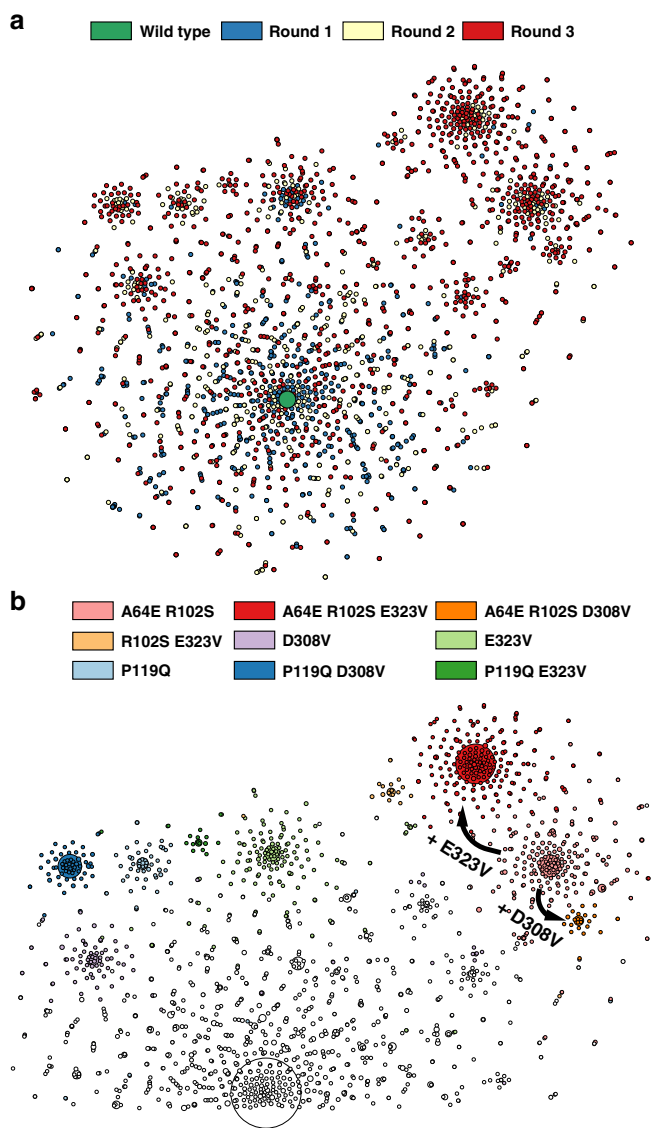 a
Wild type Round 1 Round 2 Round 3
b
A64E R102S A64E R102S E323V A64E R102S D308V
R102S E323V D308V E323V
P119Q P119Q D308V P119Q E323V
+ E323V
+ D308V